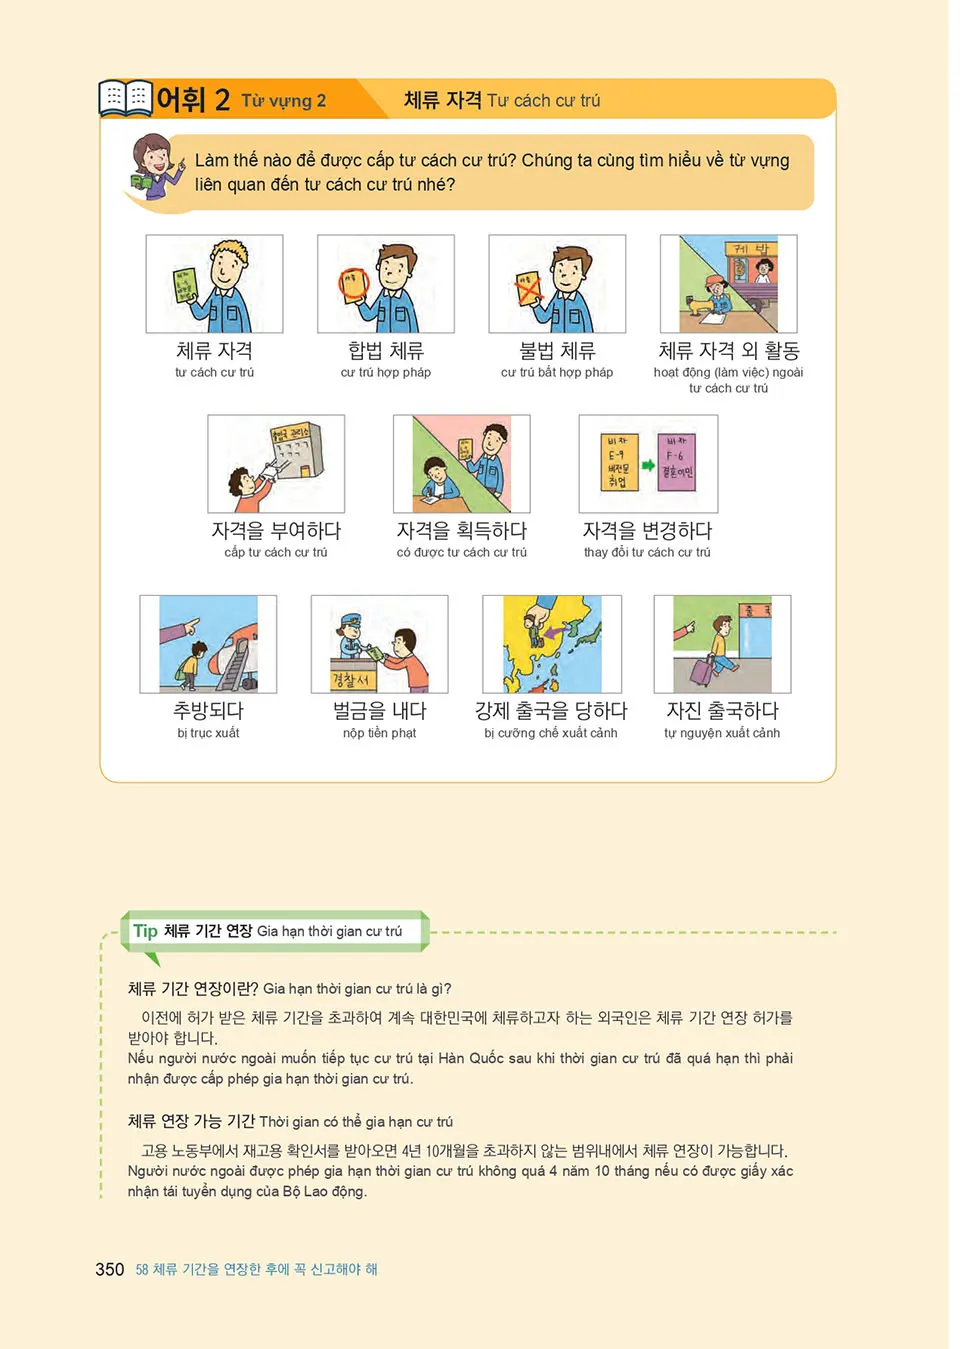 어휘 2 Từ vựng 2 체류 자격 Tư cách cư trú
Làm thế nào để được cấp tư cách cư trú? Chúng ta cùng tìm hiểu về từ vựng
liên quan đến tư cách cư trú nhé?
체류 자격
tư cách cư trú
합법 체류
cư trú hợp pháp
불법 체류
cư trú bất hợp pháp
체류 자격 외 활동
hoạt động (làm việc) ngoài
tư cách cư trú
출입국 관리소
비자
E-9
비전문
취업
비자
F-6
결혼이민
자격을 부여하다
cấp tư cách cư trú
자격을 획득하다
có được tư cách cư trú
자격을 변경하다
thay đổi tư cách cư trú
경찰서
출국
추방되다
bị trục xuất
벌금을 내다
nộp tiền phạt
강제 출국을 당하다
bị cưỡng chế xuất cảnh
자진 출국하다
tự nguyện xuất cảnh
Tip 체류 기간 연장 Gia hạn thời gian cư trú
체류 기간 연장이란? Gia hạn thời gian cư trú là gì?
이전에 허가 받은 체류 기간을 초과하여 계속 대한민국에 체류하고자 하는 외국인은 체류 기간 연장 허가를
받아야 합니다.
Nếu người nước ngoài muốn tiếp tục cư trú tại Hàn Quốc sau khi thời gian cư trú đã quá hạn thì phải
nhận được cấp phép gia hạn thời gian cư trú.
체류 연장 가능 기간 Thời gian có thể gia hạn cư trú
고용 노동부에서 재고용 확인서를 받아오면 4년 10개월을 초과하지 않는 범위내에서 체류 연장이 가능합니다.
Người nước ngoài được phép gia hạn thời gian cư trú không quá 4 năm 10 tháng nếu có được giấy xác
nhận tái tuyển dụng của Bộ Lao động.
350 58 체류 기간을 연장한 후에 꼭 신고해야 해